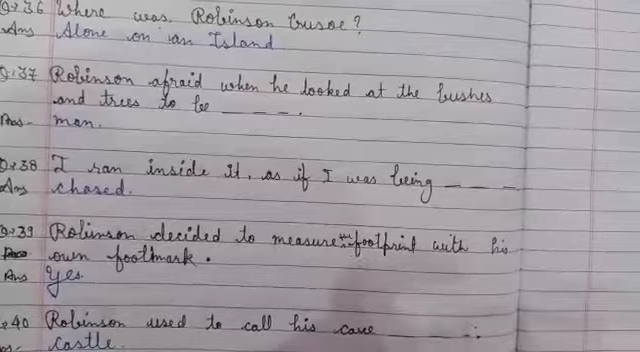 Q.36 Where was Robinson Crusoe?
Ans Alone on an Island
Q.37 Robinson afraid when he looked at the bushes
and trees to be ____.
Ans- man.
Q.38 I ran inside it, as if I was being ____
Ans chased.
Q.39 Robinson decided to measure the footprint with his
own footmark.
Ans Yes
Q.40 Robinson used to call his cave ____.
Ans- Castle.